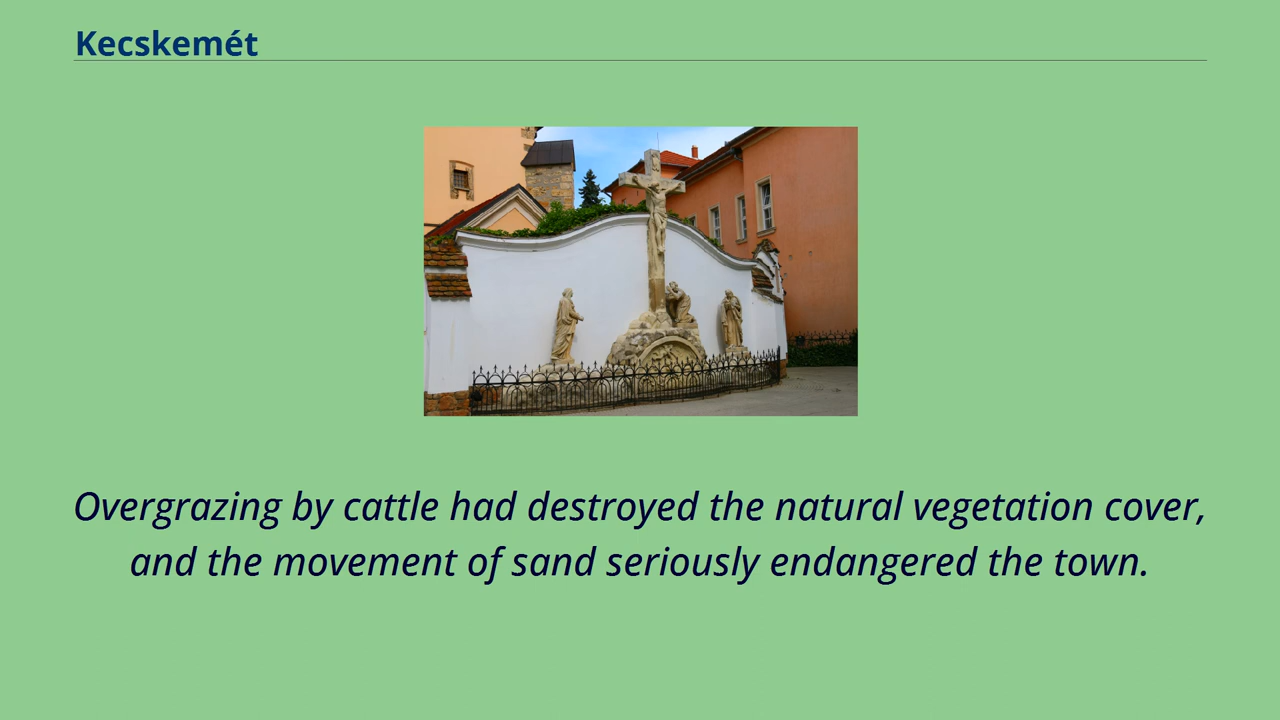 Kecskemét
Overgrazing by cattle had destroyed the natural vegetation cover,
and the movement of sand seriously endangered the town.